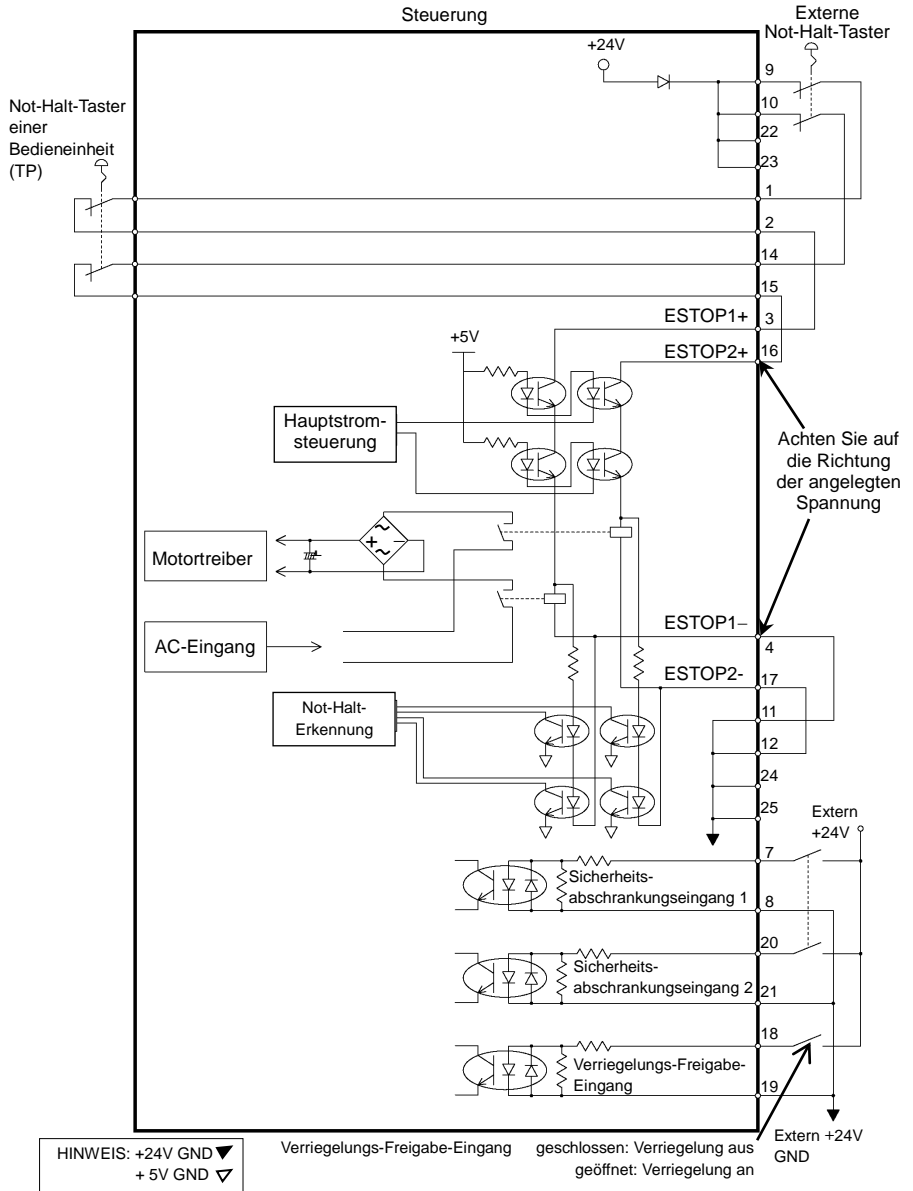 Steuerung
Externe
Not-Halt-Taster
+24V
9
10
22
23
Not-Halt-Taster
einer
Bedieneinheit
(TP)
1
2
14
15
ESTOP1+ 3
ESTOP2+ 16
+5V
Hauptstrom-
steuerung
Achten Sie auf
die Richtung
der angelegten
Spannung
Motortreiber
+
−
AC-Eingang
ESTOP1−
4
ESTOP2-
17
11
12
24
25
Not-Halt-
Erkennung
Extern
+24V
7
Sicherheits-
abschrankungseingang 1
8
20
Sicherheits-
abschrankungseingang 2
21
18
Verriegelungs-Freigabe-
Eingang
19
Extern +24V
GND
HINWEIS: +24V GND
+ 5V GND
Verriegelungs-Freigabe-Eingang geschlossen: Verriegelung aus
geöffnet: Verriegelung an